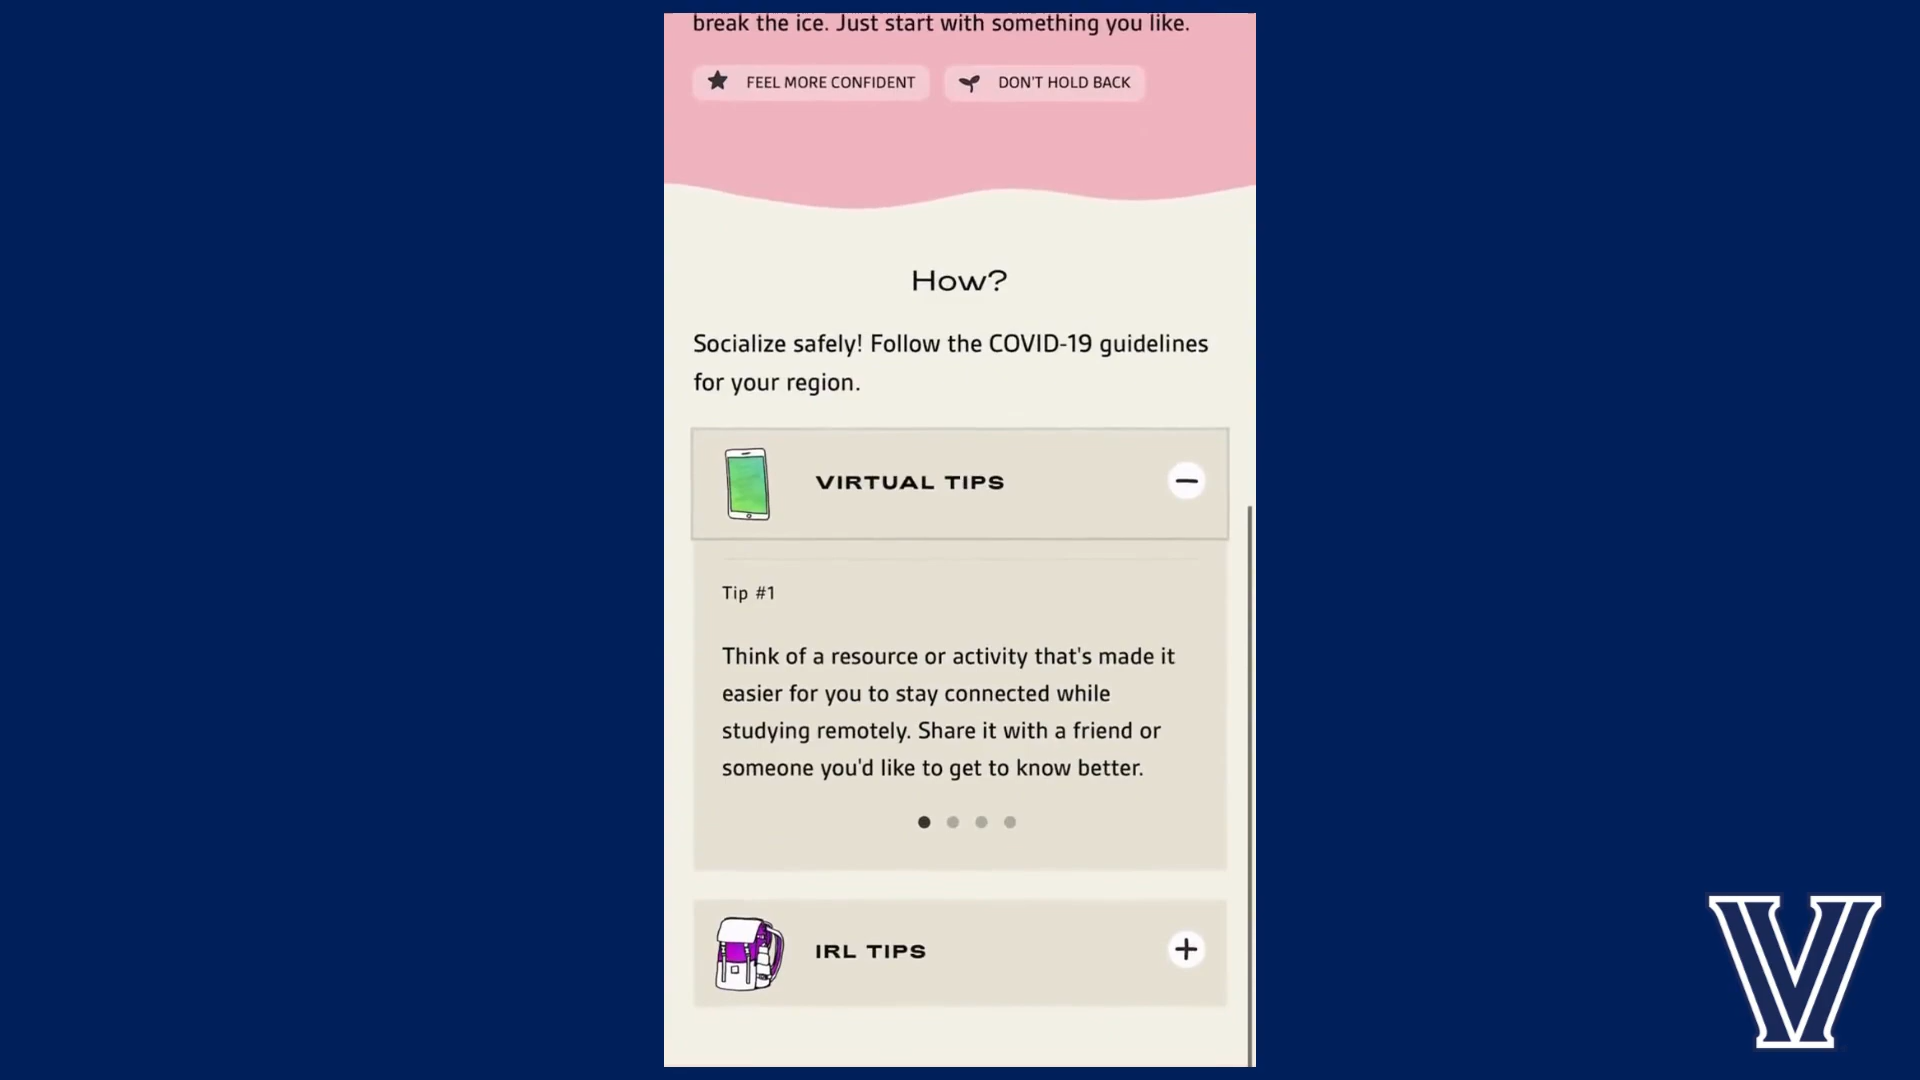 break the ice. Just start with something you like.
FEEL MORE CONFIDENT
DON'T HOLD BACK
How?
Socialize safely! Follow the COVID-19 guidelines
for your region.
VIRTUAL TIPS
Tip #1
Think of a resource or activity that's made it
easier for you to stay connected while
studying remotely. Share it with a friend or
someone you'd like to get to know better.
IRL TIPS
V